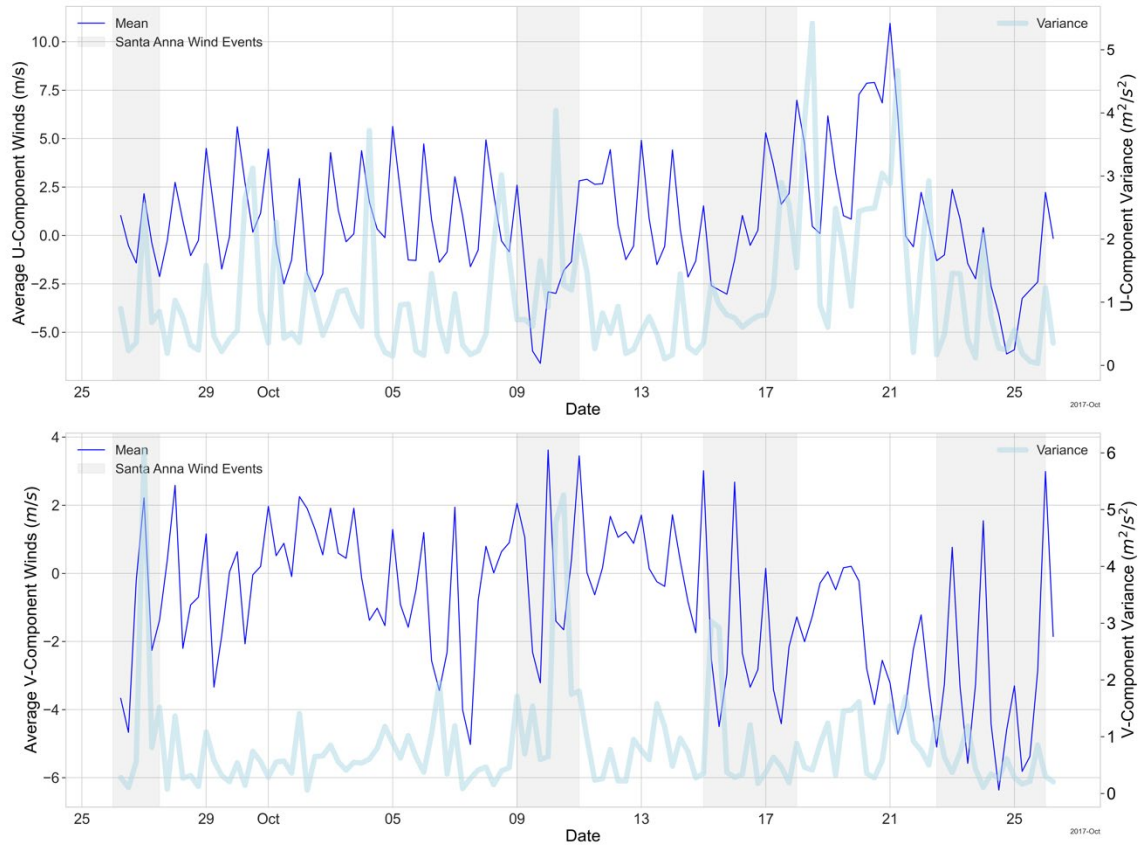 Mean
Santa Anna Wind Events
Variance
Average U-Component Winds (m/s)
10.0
7.5
5.0
2.5
0.0
−2.5
−5.0
5
4
3
2
1
0
U-Component Variance (m²/s²)
25
29
Oct
05
09
13
17
21
25
Date
2017-Oct
Mean
Santa Anna Wind Events
Variance
Average V-Component Winds (m/s)
4
2
0
−2
−4
−6
6
5
4
3
2
1
0
V-Component Variance (m²/s²)
25
29
Oct
05
09
13
17
21
25
Date
2017-Oct